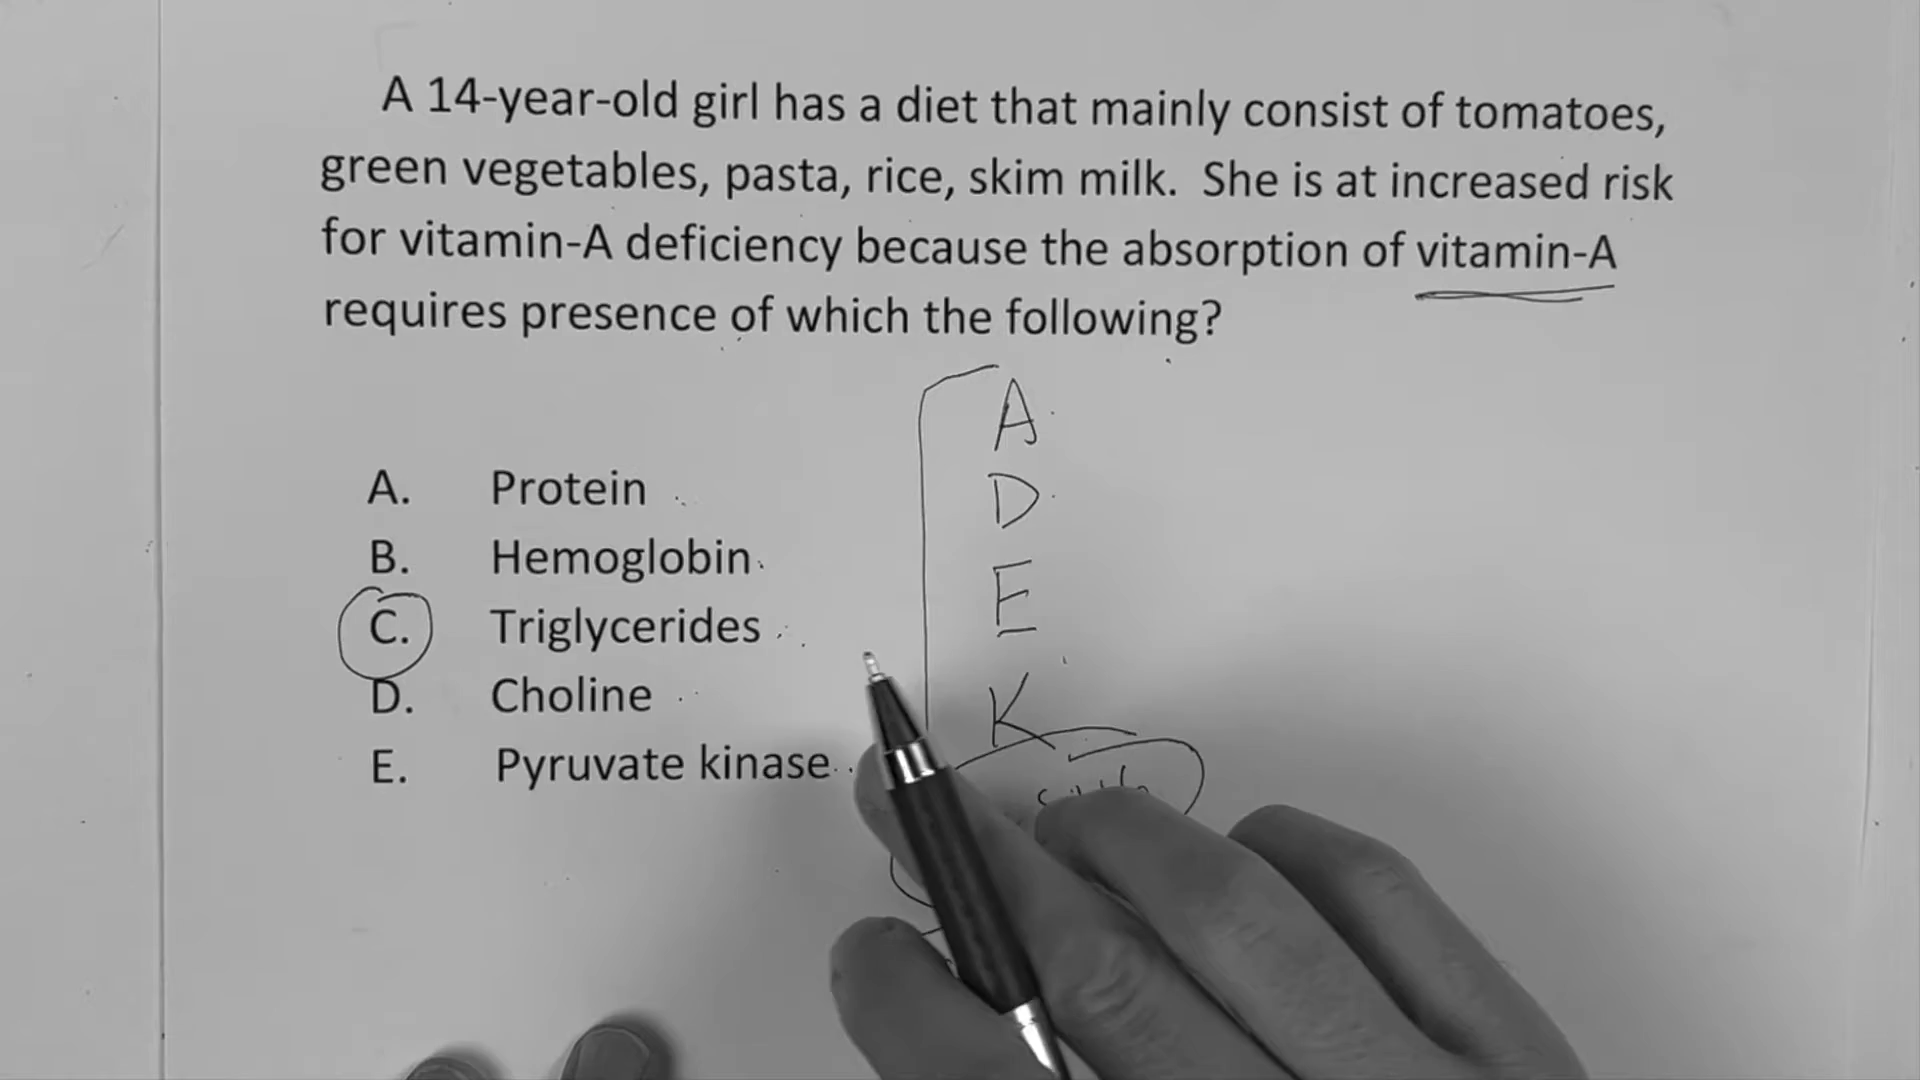 A 14-year-old girl has a diet that mainly consist of tomatoes,
green vegetables, pasta, rice, skim milk. She is at increased risk
for vitamin-A deficiency because the absorption of vitamin-A
requires presence of which the following?
A
D
E
K
A. Protein
B. Hemoglobin
C. Triglycerides
D. Choline
E. Pyruvate kinase